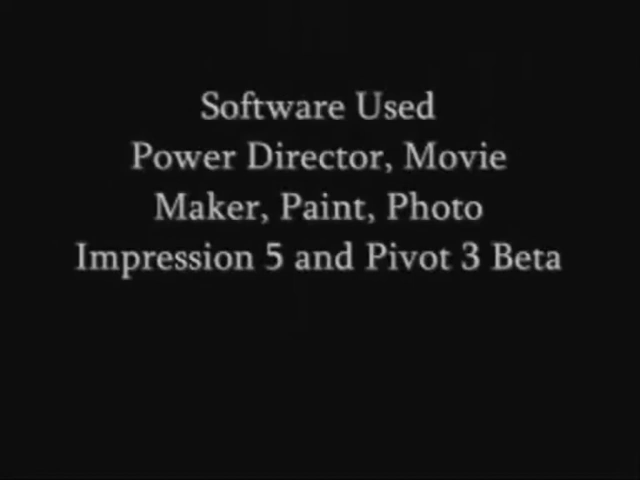 Software Used
Power Director, Movie
Maker, Paint, Photo
Impression 5 and Pivot 3 Beta